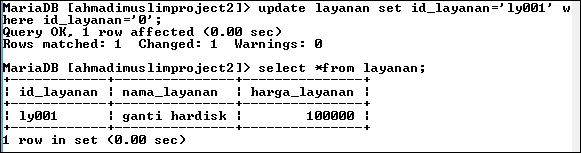 MariaDB [ahmadimuslimproject2]> update layanan set id_layanan='ly001' w
here id_layanan='0';
Query OK, 1 row affected (0.00 sec)
Rows matched: 1  Changed: 1  Warnings: 0

MariaDB [ahmadimuslimproject2]> select *from layanan;
+------------+---------------+---------------+
| id_layanan | nama_layanan  | harga_layanan |
+------------+---------------+---------------+
| ly001      | ganti hardisk |        100000 |
+------------+---------------+---------------+
1 row in set (0.00 sec)